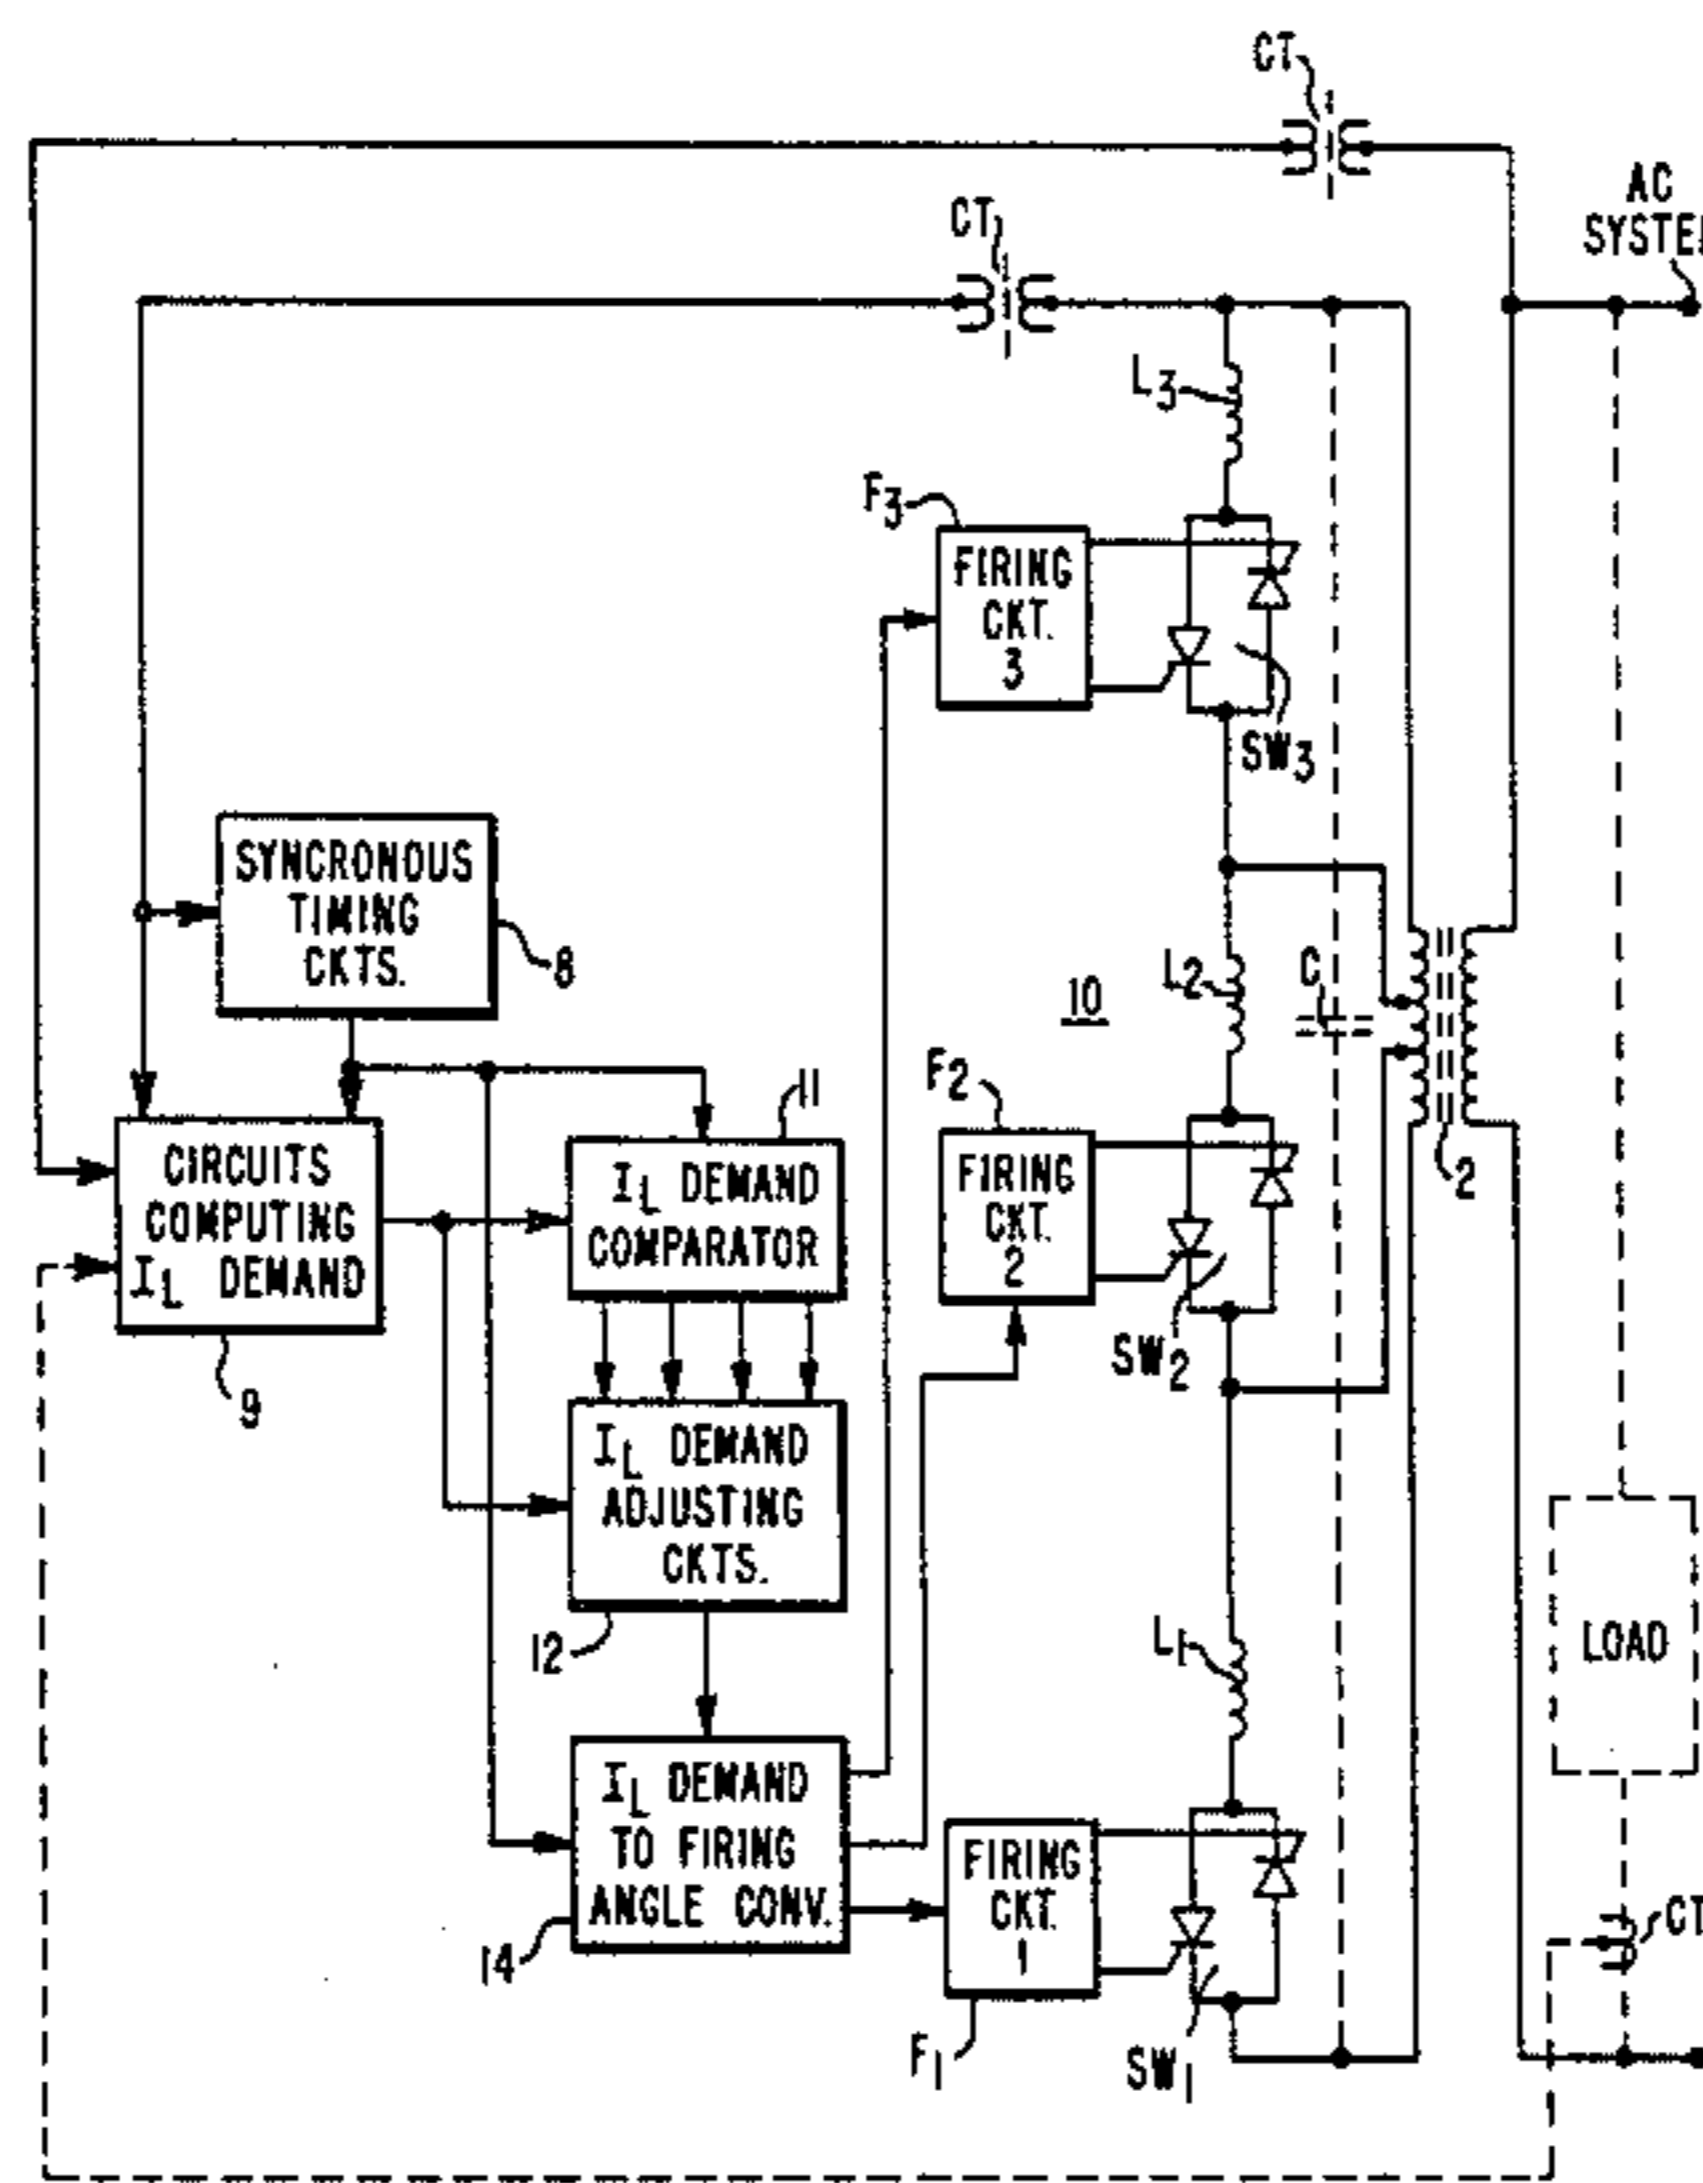 CT
AC
SYSTEM
CT
L3
F3
FIRING
CKT.
3
SW3
SYNCRONOUS
TIMING
CKTS.
8
L2
C
10
F2
11
FIRING
CKT.
2
2
CIRCUITS
COMPUTING
IL DEMAND
9
IL DEMAND
COMPARATOR
SW2
IL DEMAND
ADJUSTING
CKTS.
12
L1
LOAD
IL DEMAND
TO FIRING
ANGLE CONV.
14
FIRING
CKT.
1
CT
F1
SW1